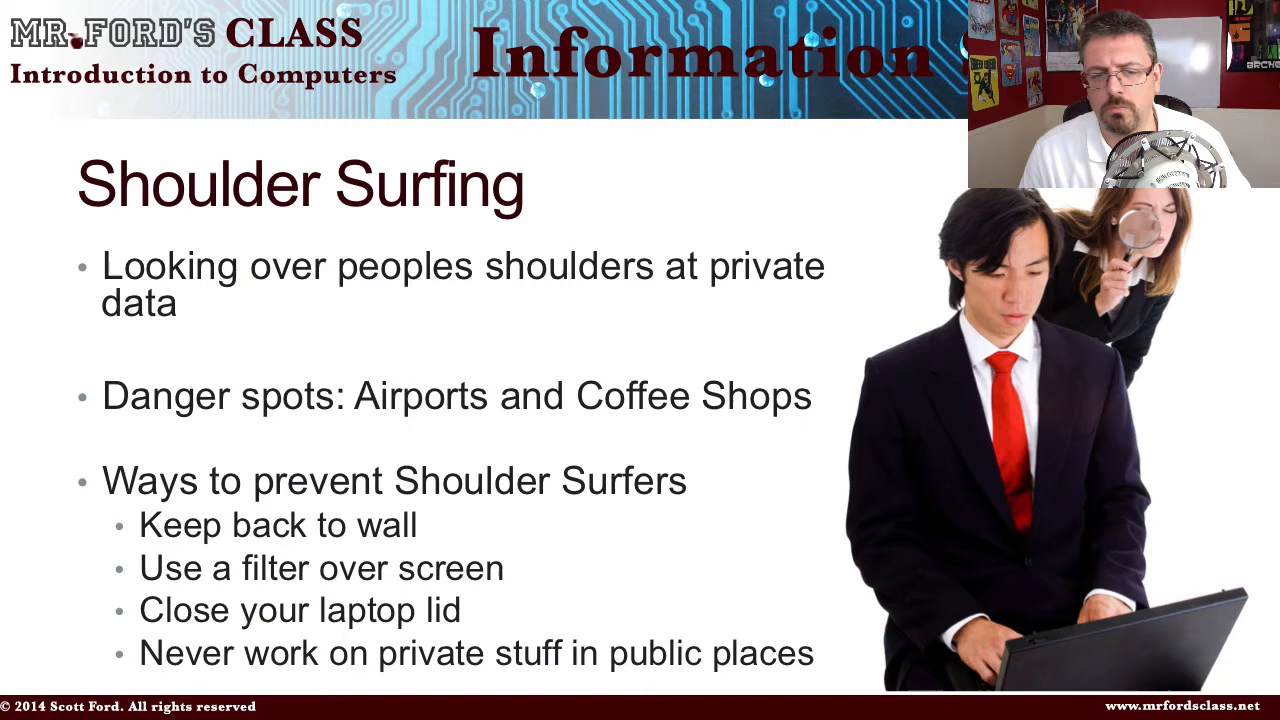 MR.FORD'S CLASS
Introduction to Computers
Information
Shoulder Surfing
• Looking over peoples shoulders at private
data
• Danger spots: Airports and Coffee Shops
• Ways to prevent Shoulder Surfers
• Keep back to wall
• Use a filter over screen
• Close your laptop lid
• Never work on private stuff in public places
© 2014 Scott Ford. All rights reserved
www.mrfordsclass.net